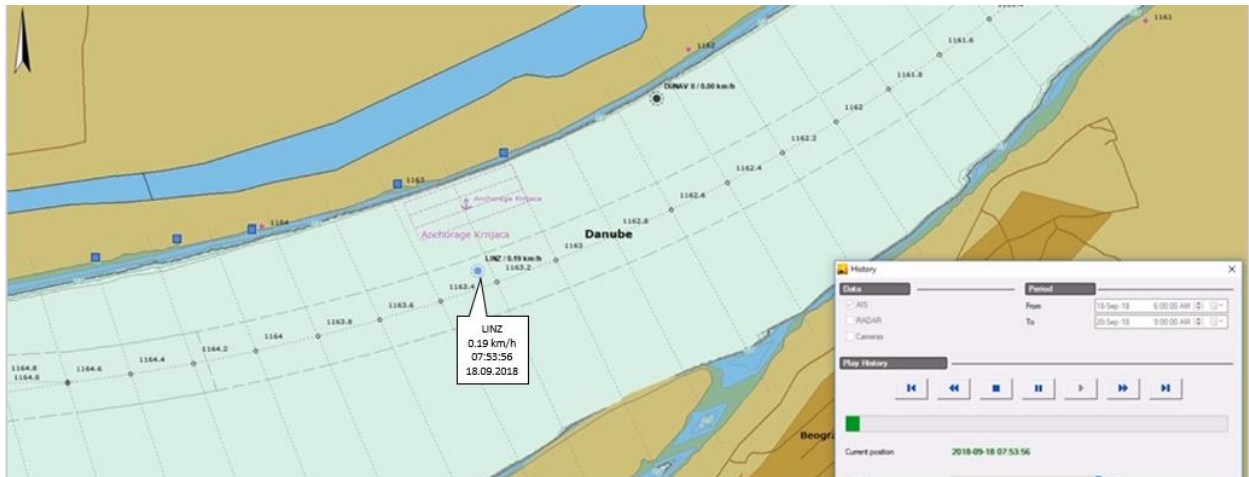 1161
1161.6
1162
1161.8
DUNAV II / 0.00 km/h
1162
1162.2
1162.4
1163
1162.6
Anchorage Krnjaca
1164
1162.8
Anchorage Krnjaca
Danube
1163
LINZ / 0.19 km/h
1163.2
1163.4
1163.6
1163.8
LINZ
0.19 km/h
07:53:56
18.09.2018
1164
1164.2
1164.4
1164.6
1164.8
1164.8
History
Data
Period
AIS
From
18-Sep-18 6:00:00 AM
RADAR
To
20-Sep-18 9:00:00 AM
Cameras
Play History
Beogra
Current position
2018-09-18 07:53:56